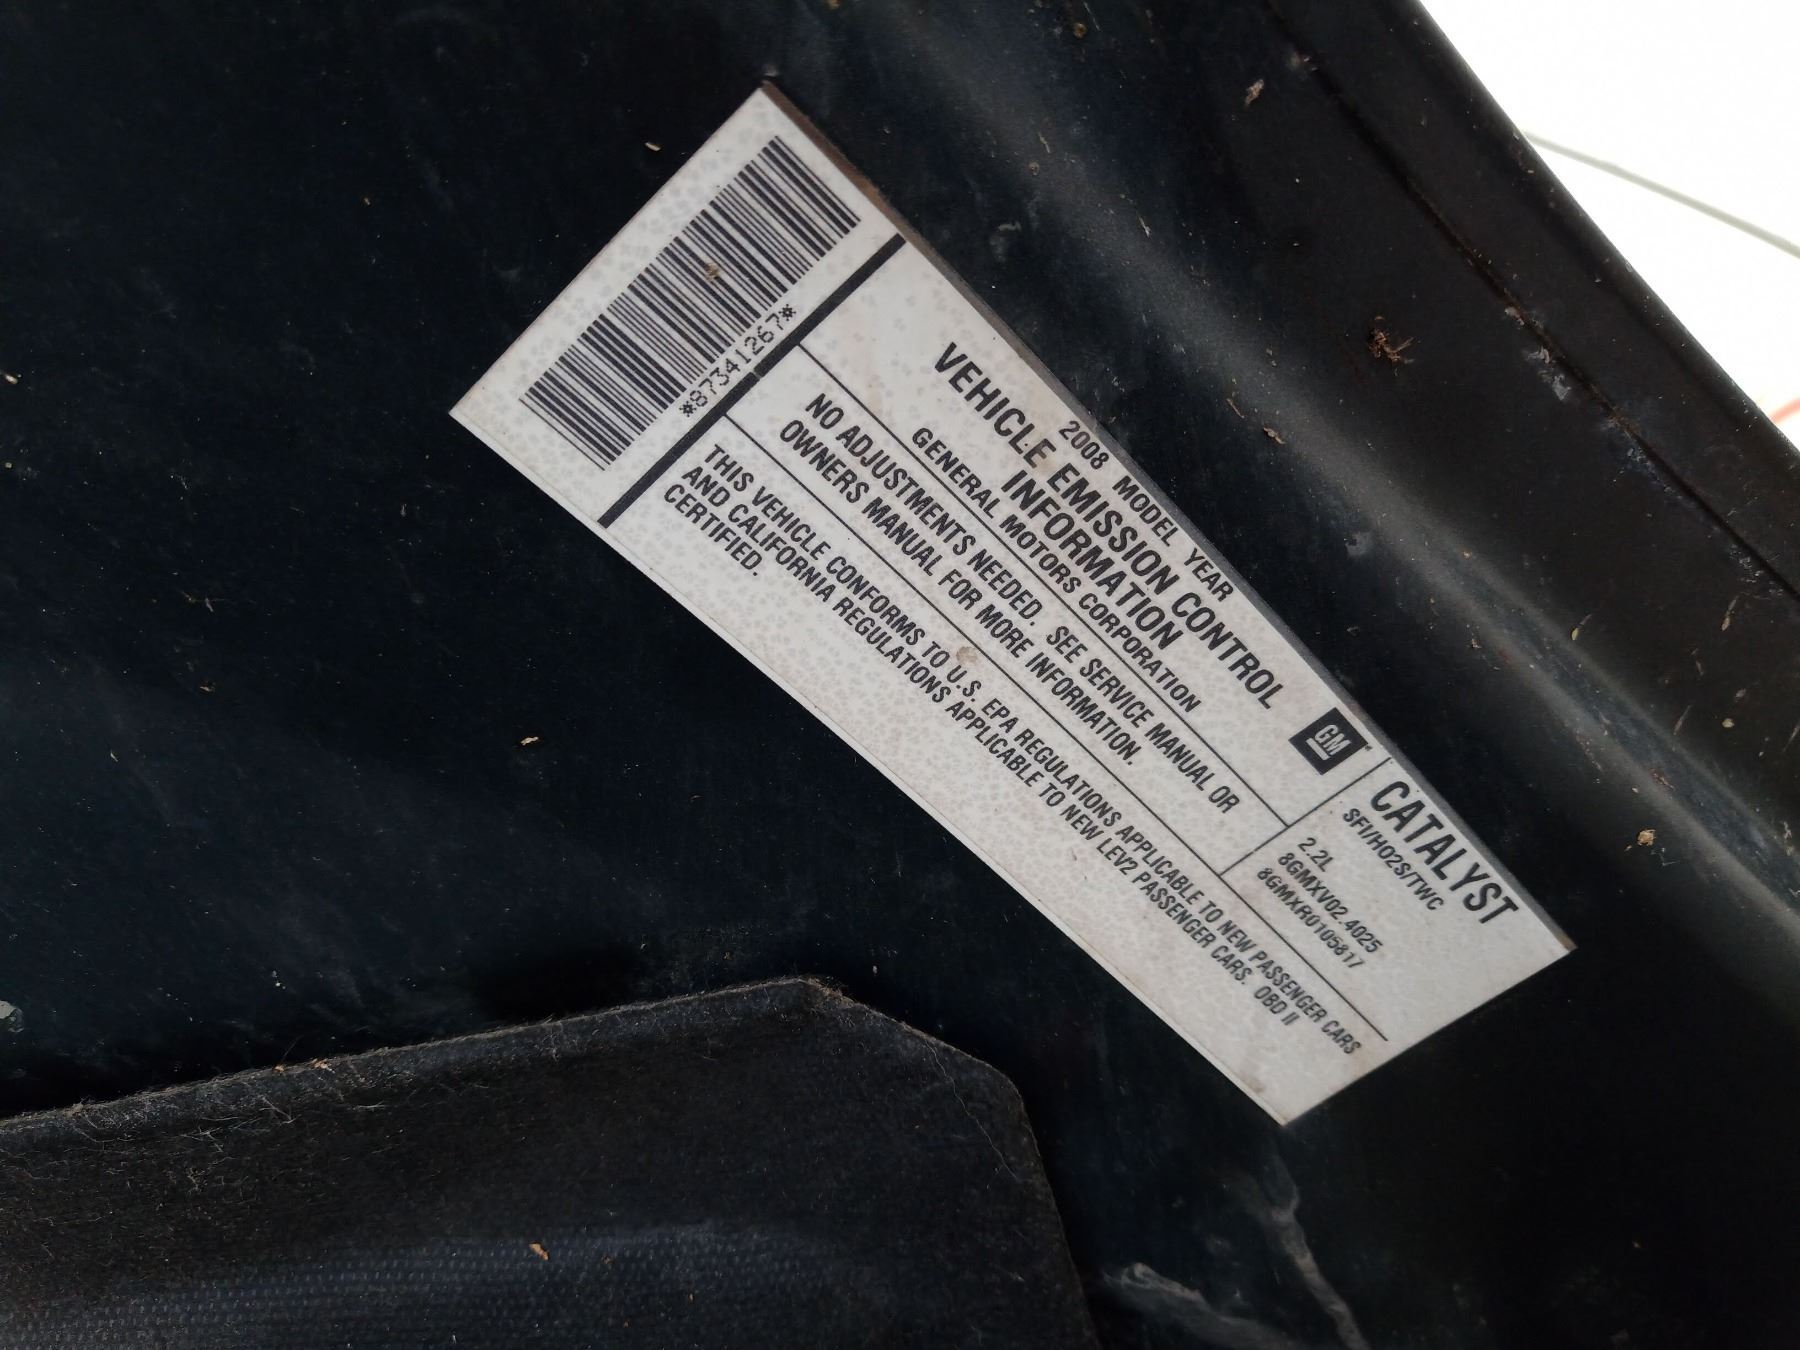 *87341267*
2008 MODEL YEAR
VEHICLE EMISSION CONTROL
INFORMATION
GENERAL MOTORS CORPORATION
GM
CATALYST
SFI/HO2S/TWC
NO ADJUSTMENTS NEEDED. SEE SERVICE MANUAL OR
OWNERS MANUAL FOR MORE INFORMATION.
2.2L
8GMXV02.4025
8GMXR0105817
THIS VEHICLE CONFORMS TO U.S. EPA REGULATIONS APPLICABLE TO NEW PASSENGER CARS
AND CALIFORNIA REGULATIONS APPLICABLE TO NEW LEV2 PASSENGER CARS. OBD II
CERTIFIED.